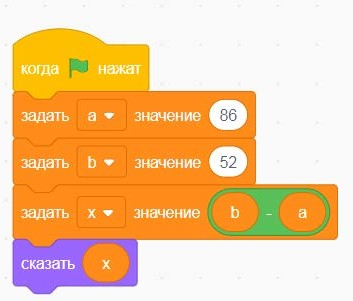 когда нажат
задать a значение 86
задать b значение 52
задать x значение b - a
сказать x